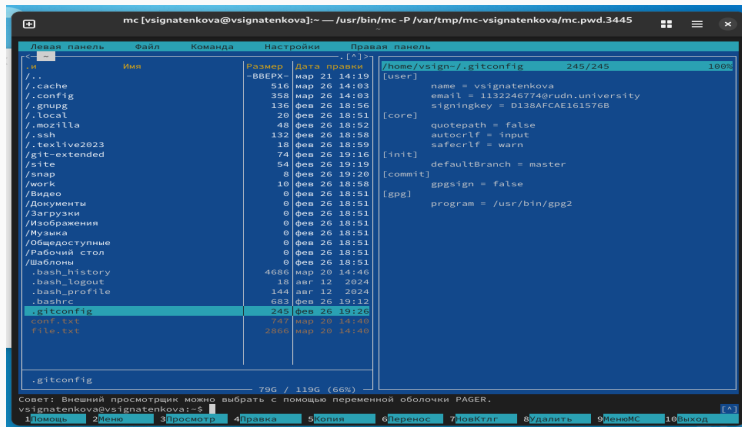 mc [vsignatenkova@vsignatenkova]:~ — /usr/bin/mc -P /var/tmp/mc-vsignatenkova/mc.pwd.3445
~
Левая панель Файл Команда Настройки Правая панель
<— ~ .[^]>
.и Имя Размер Дата правки
/.. -ВВЕРХ- мар 21 14:19
/.cache 516 мар 26 14:03
/.config 358 мар 26 14:03
/.gnupg 136 фев 26 18:56
/.local 20 фев 26 18:51
/.mozilla 48 фев 26 18:52
/.ssh 132 фев 26 18:58
/.texlive2023 18 фев 26 18:59
/git-extended 74 фев 26 19:16
/site 54 фев 26 19:19
/snap 8 фев 26 19:20
/work 10 фев 26 18:58
/Видео 0 фев 26 18:51
/Документы 0 фев 26 18:51
/Загрузки 0 фев 26 18:51
/Изображения 0 фев 26 18:51
/Музыка 0 фев 26 18:51
/Общедоступные 0 фев 26 18:51
/Рабочий стол 0 фев 26 18:51
/Шаблоны 0 фев 26 18:51
.bash_history 4686 мар 20 14:46
.bash_logout 18 авг 12 2024
.bash_profile 144 авг 12 2024
.bashrc 683 фев 26 19:12
.gitconfig 245 фев 26 19:26
conf.txt 747 мар 20 14:40
file.txt 2866 мар 20 14:40
.gitconfig
79G / 119G (66%)
/home/vsign~/.gitconfig 245/245 100%
[user]
name = vsignatenkova
email = 1132246774@rudn.university
signingkey = D138AFCAE161576B
[core]
quotepath = false
autocrlf = input
safecrlf = warn
[init]
defaultBranch = master
[commit]
gpgsign = false
[gpg]
program = /usr/bin/gpg2
Совет: Внешний просмотрщик можно выбрать с помощью переменной оболочки PAGER.
vsignatenkova@vsignatenkova:~$ [^]
1Помощь 2Меню 3Просмотр 4Правка 5Копия 6Перенос 7НовКтлг 8Удалить 9МенюМС 10Выход